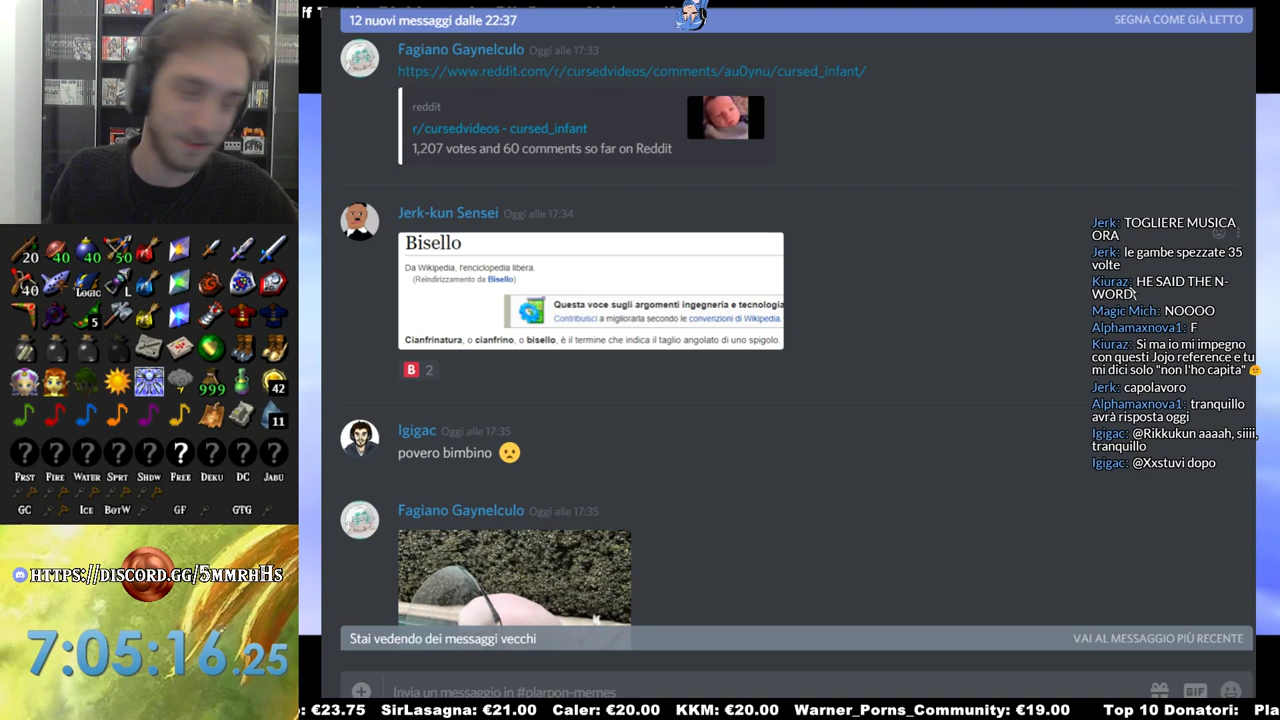 12 nuovi messaggi dalle 22:37
SEGNA COME GIÀ LETTO
Fagiano Gaynelculo Oggi alle 17:33
https://www.reddit.com/r/cursedvideos/comments/au0ynu/cursed_infant/
reddit
r/cursedvideos - cursed_infant
1,207 votes and 60 comments so far on Reddit
Jerk-kun Sensei Oggi alle 17:34
Bisello
Da Wikipedia, l'enciclopedia libera.
(Reindirizzamento da Bisello)
Questa voce sugli argomenti ingegneria e tecnologia
Contribuisci a migliorarla secondo le convenzioni di Wikipedia.
Cianfrinatura, o cianfrino, o bisello, è il termine che indica il taglio angolato di uno spigolo.
B 2
Igigac Oggi alle 17:35
povero bimbino
Fagiano Gaynelculo Oggi alle 17:35
Stai vedendo dei messaggi vecchi
VAI AL MESSAGGIO PIÙ RECENTE
Invia un messaggio in #plarpon-memes
GIF
Jerk: TOGLIERE MUSICA
ORA
Jerk: le gambe spezzate 35
volte
Kiuraz: HE SAID THE N-
WORD
Magic Mich: NOOOO
Alphamaxnova1: F
Kiuraz: Si ma io mi impegno
con questi Jojo reference e tu
mi dici solo "non l'ho capita"
Jerk: capolavoro
Alphamaxnova1: tranquillo
avrà risposta oggi
Igigac: @Rikkukun aaaah, siiii,
tranquillo
Igigac: @Xxstuvi dopo
20 40 40 50
40 LOGIC L
5
999 42
11
? ? ? ? ? ? ? ? ?
FRST FIRE WATER SPRT SHDW FREE DEKU DC JABU
GC ICE BOTW GF GTG
HTTPS://DISCORD.GG/5MMRHHS
7:05:16.25
: €23.75 SirLasagna: €21.00 Caler: €20.00 KKM: €20.00 Warner_Porns_Community: €19.00 Top 10 Donatori: Pla